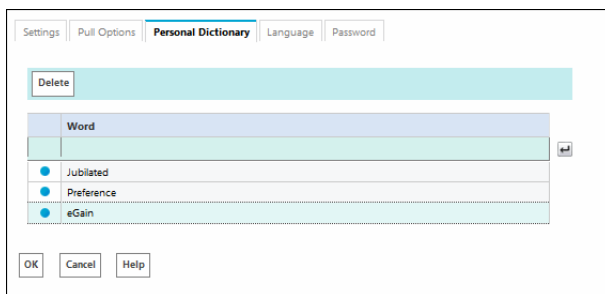 Settings Pull Options Personal Dictionary Language Password
Delete
Word
Jubilated
Preference
eGain
OK Cancel Help